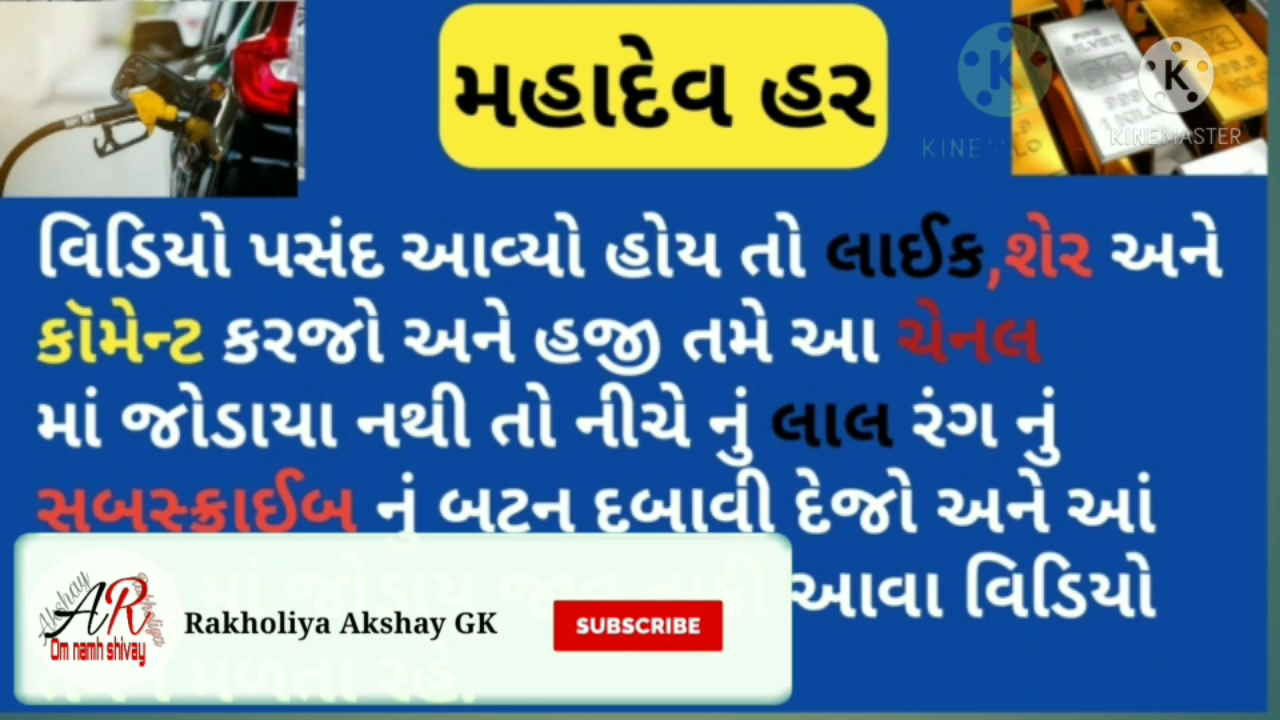 મહાદેવ હર
KINEMASTER
વિડિયો પસંદ આવ્યો હોય તો લાઈક,શેર અને
કૉમેન્ટ કરજો અને હજી તમે આ ચેનલ
માં જોડાયા નથી તો નીચે નું લાલ રંગ નું
સબસ્ક્રાઈબ નું બટન દબાવી દેજો અને આં
આવા વિડિયો
Rakholiya Akshay GK
SUBSCRIBE
AR
Om namh shivay